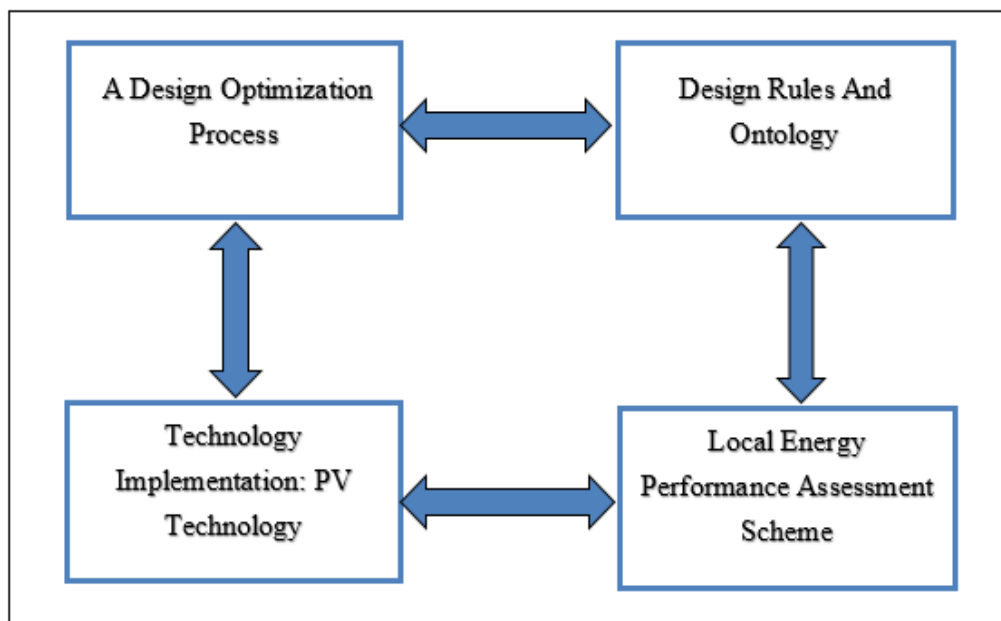 A Design Optimization
Process
Design Rules And
Ontology
Technology
Implementation: PV
Technology
Local Energy
Performance Assessment
Scheme